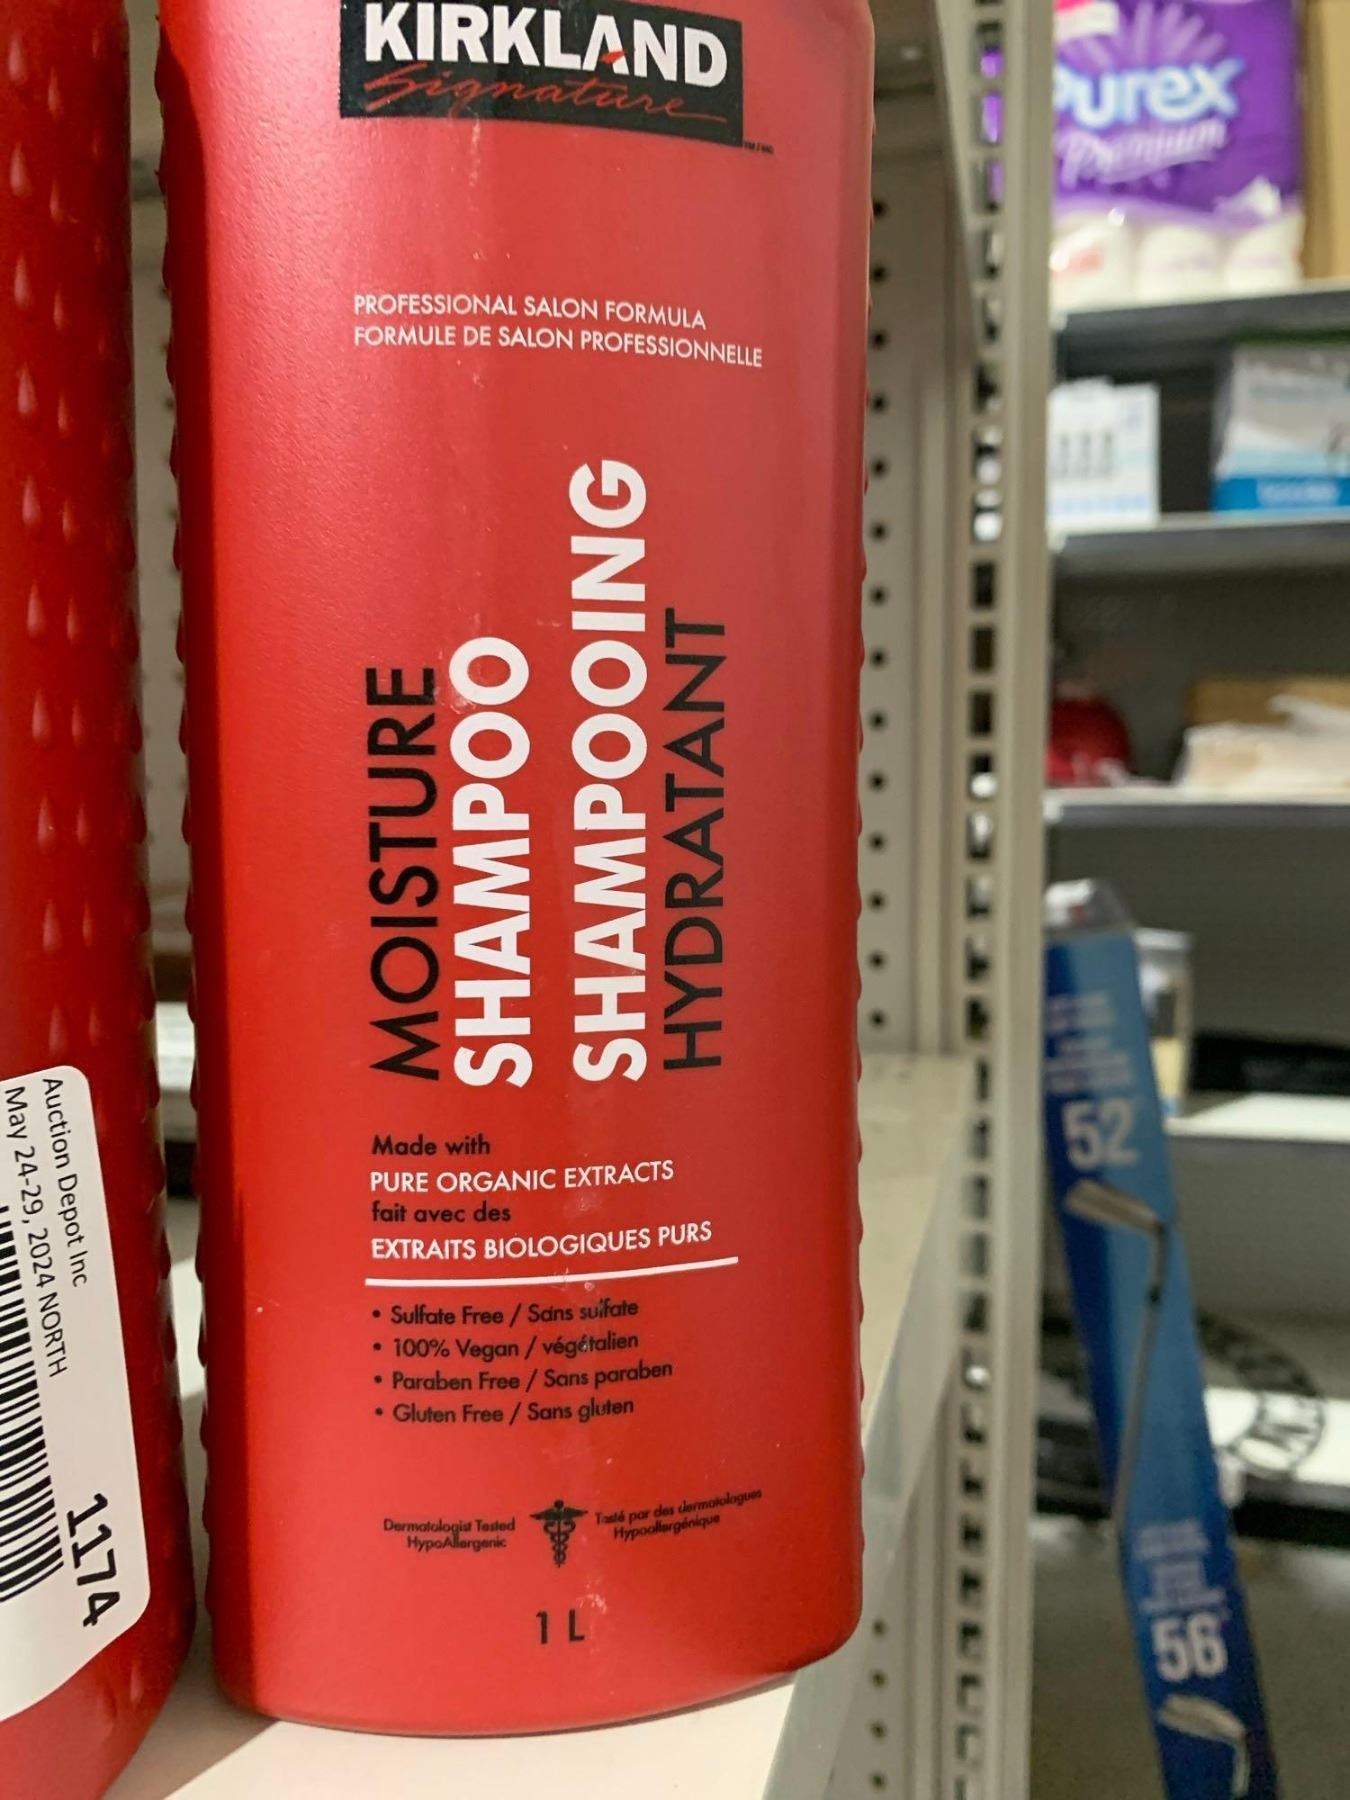 KIRKLAND
Signature
PROFESSIONAL SALON FORMULA
FORMULE DE SALON PROFESSIONNELLE
MOISTURE
SHAMPOO
SHAMPOOING
HYDRATANT
Made with
PURE ORGANIC EXTRACTS
fait avec des
EXTRAITS BIOLOGIQUES PURS
• Sulfate Free / Sans sulfate
• 100% Vegan / végétalien
• Paraben Free / Sans paraben
• Gluten Free / Sans gluten
Dermatologist Tested
HypoAllergenic
Testé par des dermatologues
Hypoallergénique
1 L
Auction Depot Inc
May 24-29, 2024 NORTH
1174
Purex
Premium
52
56